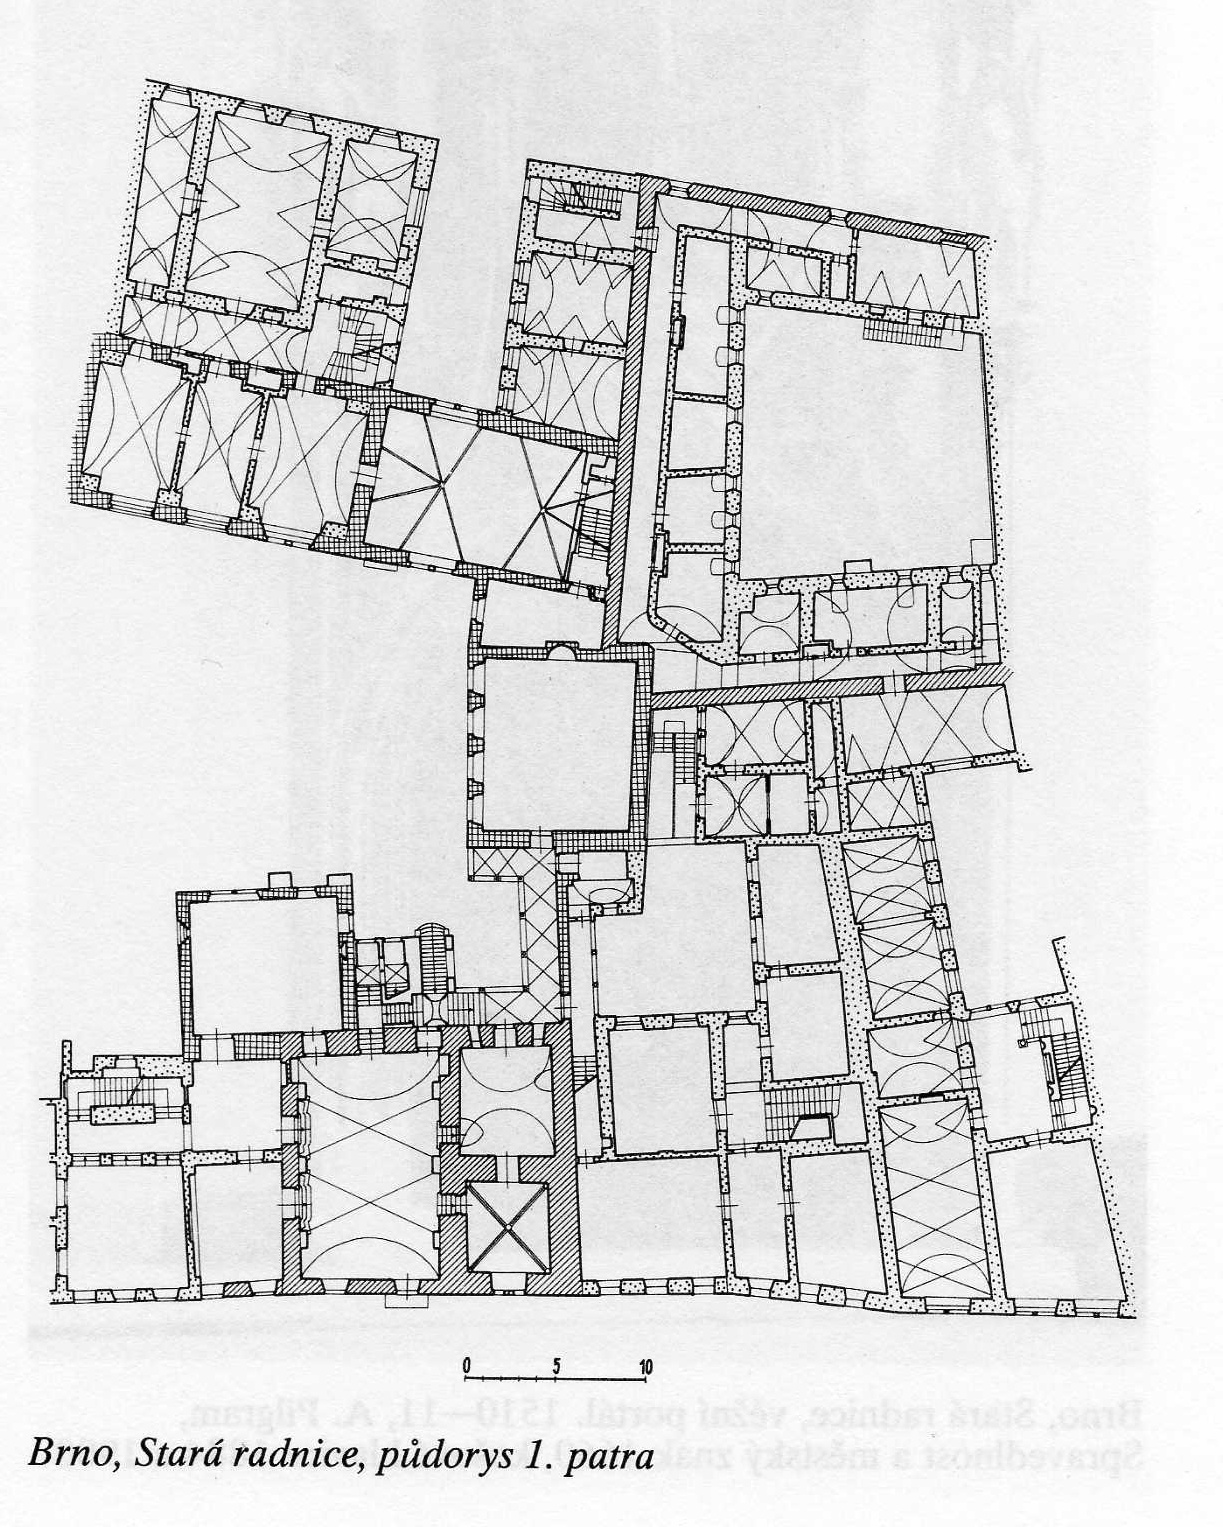 0 5 10
Brno, Stará radnice, půdorys 1. patra